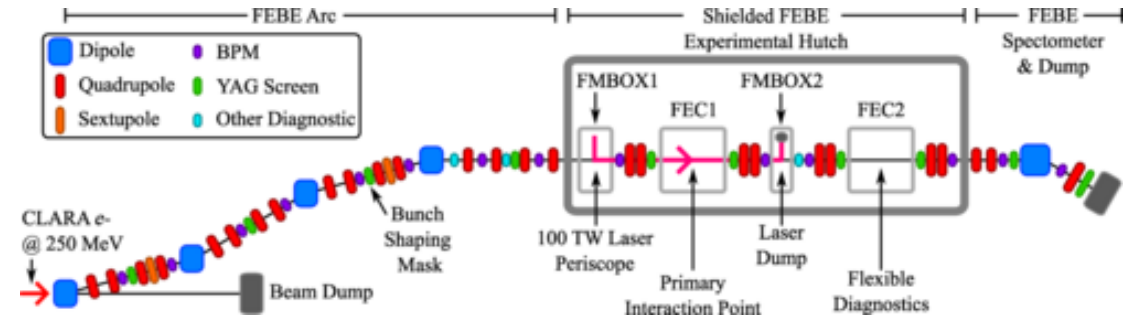 FEBE Arc
Shielded FEBE
Experimental Hutch
FEBE
Spectometer
& Dump
Dipole
BPM
Quadrupole
YAG Screen
Sextupole
Other Diagnostic
FMBOX1
FEC1
FMBOX2
FEC2
CLARA e-
@ 250 MeV
Bunch
Shaping
Mask
Beam Dump
100 TW Laser
Periscope
Primary
Interaction Point
Laser
Dump
Flexible
Diagnostics